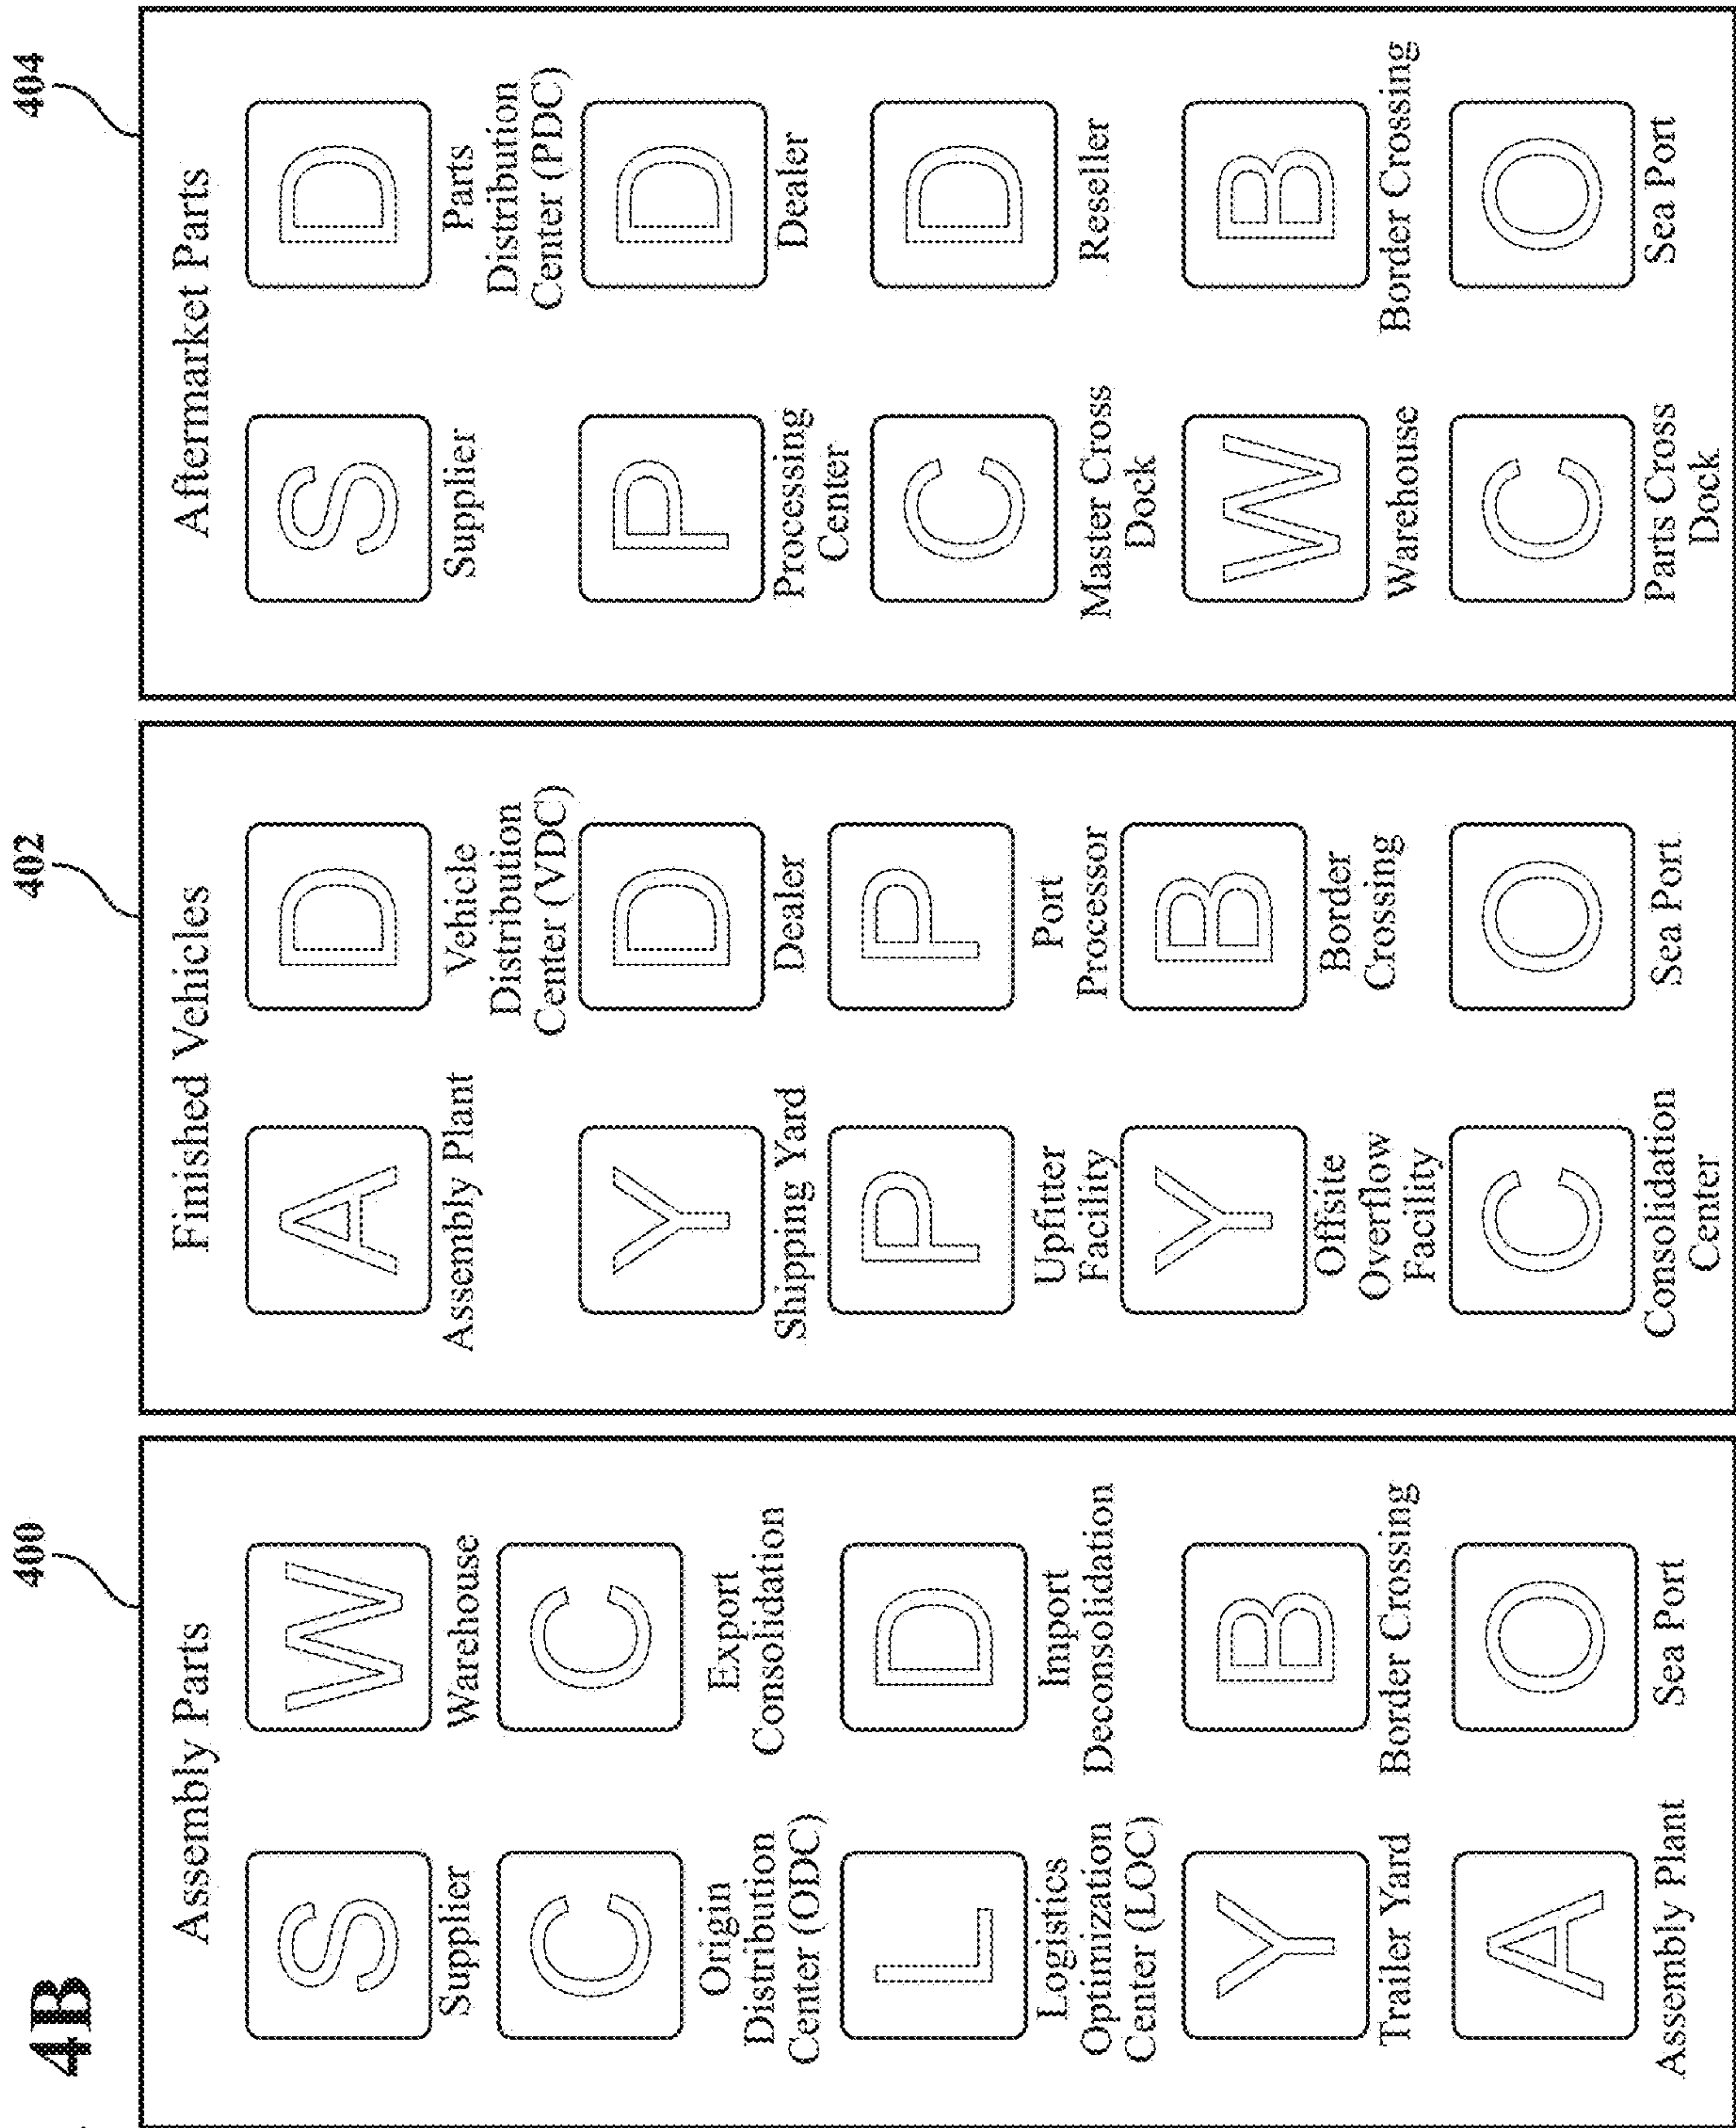 4B
400
Assembly Parts
S
W
Supplier
Warehouse
C
C
Origin
Distribution
Center (ODC)
Export
Consolidation
L
D
Logistics
Optimization
Center (LOC)
Import
Deconsolidation
Y
B
Trailer Yard
Border Crossing
A
O
Assembly Plant
Sea Port
402
Finished Vehicles
A
D
Assembly Plant
Vehicle
Distribution
Center (VDC)
Y
D
Shipping Yard
Dealer
P
P
Upfitter
Facility
Port
Processor
Y
B
Offsite
Overflow
Facility
Border
Crossing
C
O
Consolidation
Center
Sea Port
404
Aftermarket Parts
S
D
Supplier
Parts
Distribution
Center (PDC)
P
D
Processing
Center
Dealer
C
D
Master Cross
Dock
Reseller
W
B
Warehouse
Border Crossing
C
O
Parts Cross
Dock
Sea Port